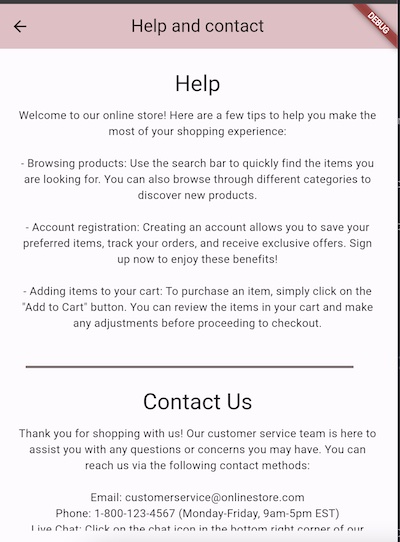 Help and contact
DEBUG
Help
Welcome to our online store! Here are a few tips to help you make the
most of your shopping experience:
- Browsing products: Use the search bar to quickly find the items you
are looking for. You can also browse through different categories to
discover new products.
- Account registration: Creating an account allows you to save your
preferred items, track your orders, and receive exclusive offers. Sign
up now to enjoy these benefits!
- Adding items to your cart: To purchase an item, simply click on the
"Add to Cart" button. You can review the items in your cart and make
any adjustments before proceeding to checkout.
Contact Us
Thank you for shopping with us! Our customer service team is here to
assist you with any questions or concerns you may have. You can
reach us via the following contact methods:
Email: customerservice@onlinestore.com
Phone: 1-800-123-4567 (Monday-Friday, 9am-5pm EST)
Live Chat: Click on the chat icon in the bottom right corner of our